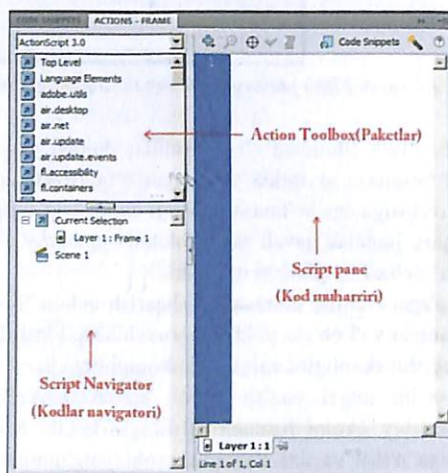 CODE SNIPPETS ACTIONS - FRAME
ActionScript 3.0
Code Snippets
Top Level
Language Elements
adobe.utils
air.desktop
air.net
air.update
air.update.events
fl.accessibility
fl.containers
Action Toolbox(Paketlar)
Current Selection
Layer 1 : Frame 1
Scene 1
Script pane
(Kod muharriri)
Script Navigator
(Kodlar navigatori)
Layer 1 : 1
Line 1 of 1, Col 1